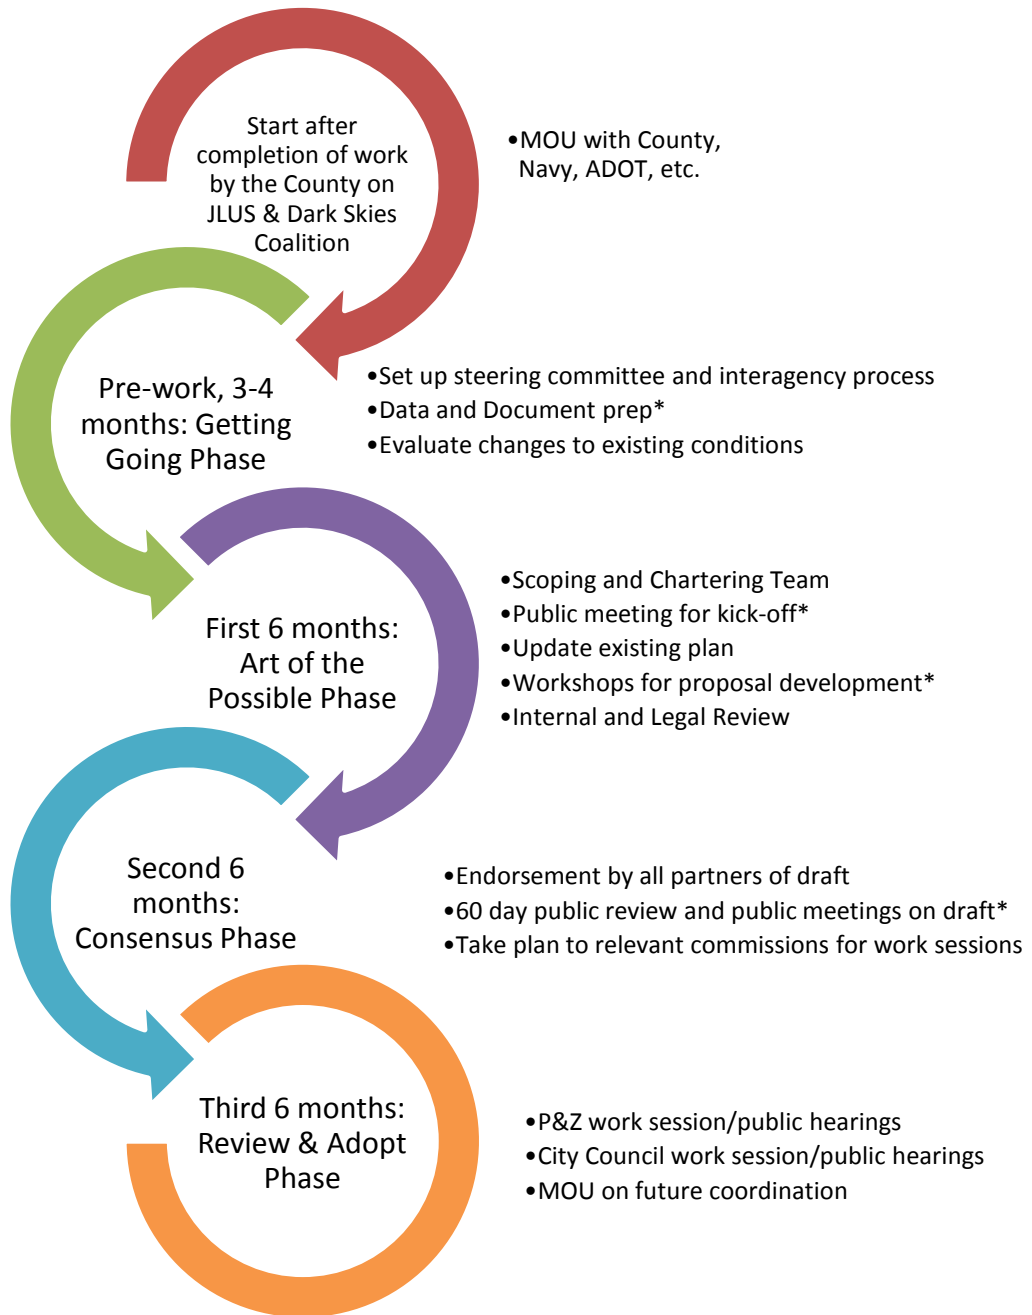 Start after
completion of work
by the County on
JLUS & Dark Skies
Coalition
•MOU with County,
Navy, ADOT, etc.
Pre-work, 3-4
months: Getting
Going Phase
•Set up steering committee and interagency process
•Data and Document prep*
•Evaluate changes to existing conditions
First 6 months:
Art of the
Possible Phase
•Scoping and Chartering Team
•Public meeting for kick-off*
•Update existing plan
•Workshops for proposal development*
•Internal and Legal Review
Second 6
months:
Consensus Phase
•Endorsement by all partners of draft
•60 day public review and public meetings on draft*
•Take plan to relevant commissions for work sessions
Third 6 months:
Review & Adopt
Phase
•P&Z work session/public hearings
•City Council work session/public hearings
•MOU on future coordination